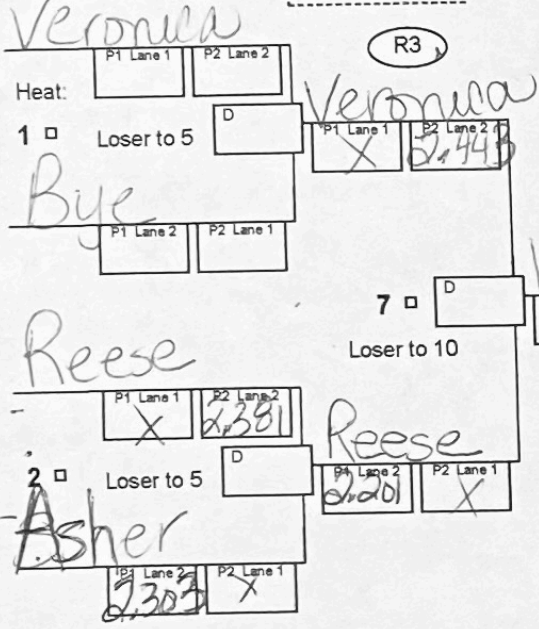 Veronica
P1 Lane 1 P2 Lane 2
R3
Heat:
Veronica
D
1 Loser to 5
P1 Lane 1 P2 Lane 2
X 2.443
Bye
P1 Lane 2 P2 Lane 1
D
7
Loser to 10
Reese
P1 Lane 1 P2 Lane 2
X 2.381
Reese
D
2 Loser to 5
P1 Lane 2 P2 Lane 1
2.201 X
Asher
P1 Lane 2 P2 Lane 1
2.303 X